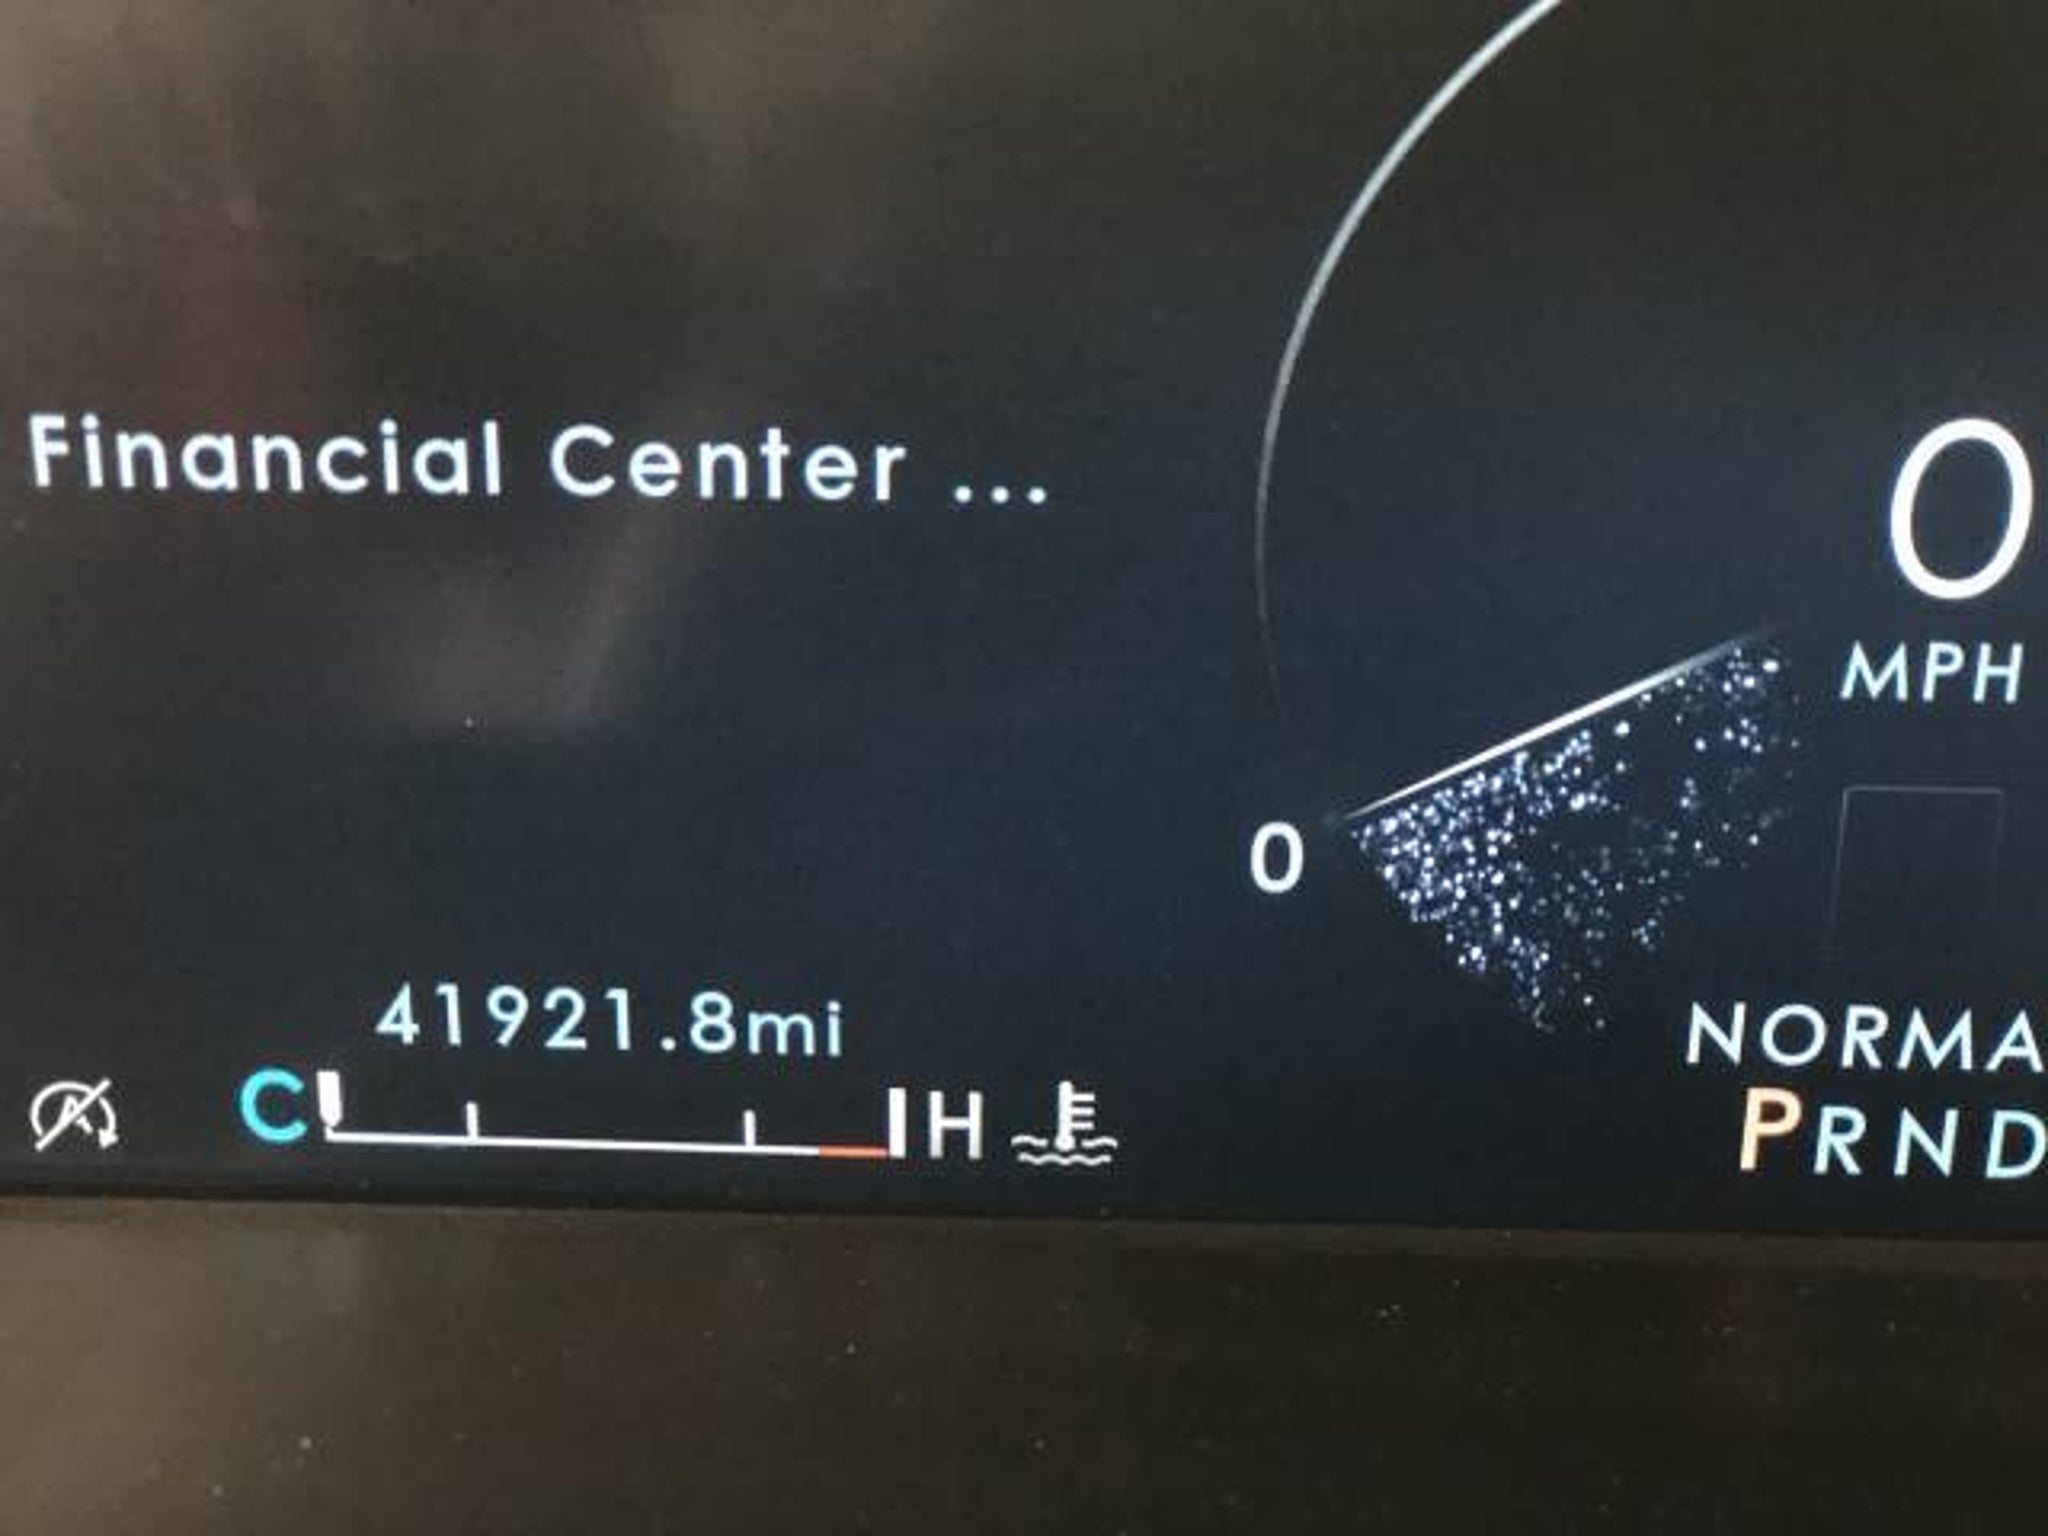 Financial Center ...
0
MPH
0
41921.8mi
NORMA
C H
PRND